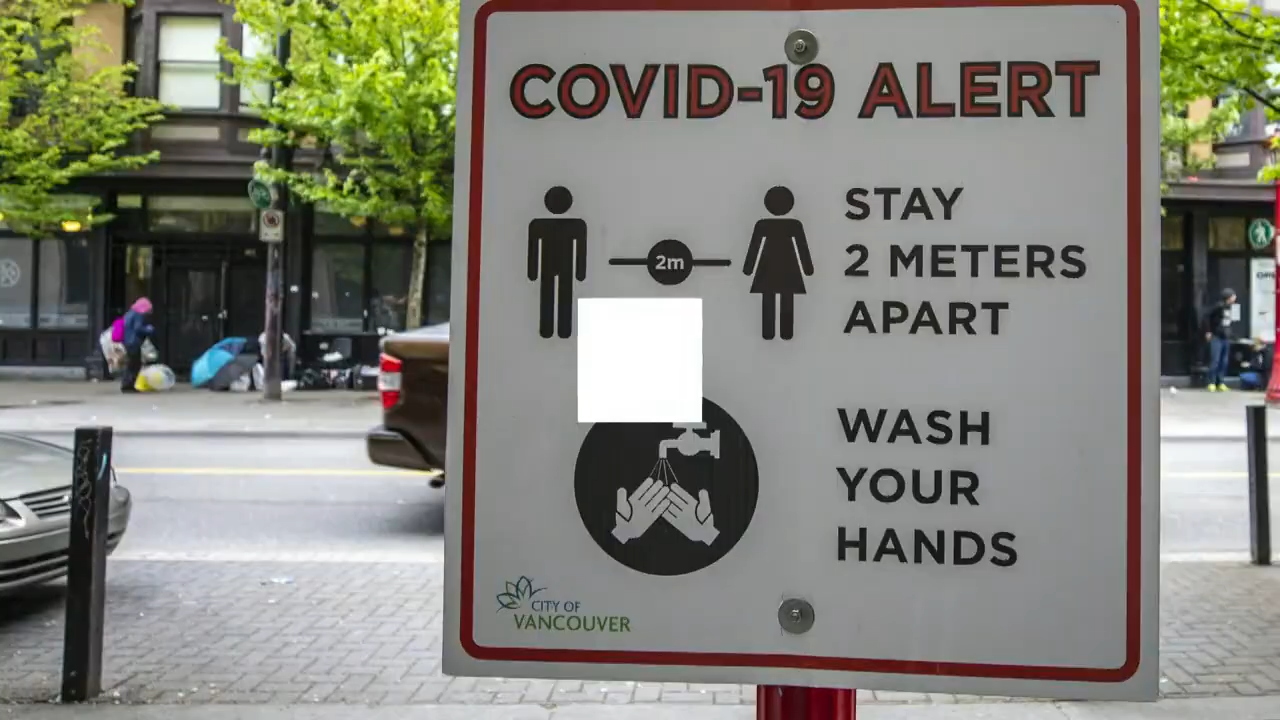 COVID-19 ALERT
2m
STAY
2 METERS
APART
WASH
YOUR
HANDS
CITY OF
VANCOUVER